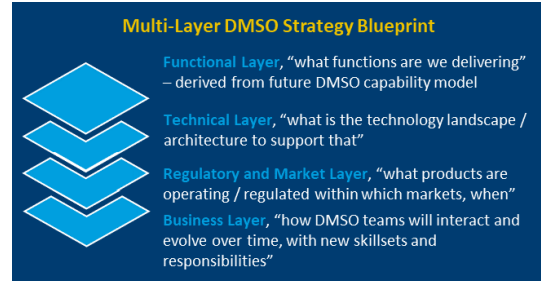 Multi-Layer DMSO Strategy Blueprint
Functional Layer, “what functions are we delivering”
– derived from future DMSO capability model
Technical Layer, “what is the technology landscape /
architecture to support that”
Regulatory and Market Layer, “what products are
operating / regulated within which markets, when”
Business Layer, “how DMSO teams will interact and
evolve over time, with new skillsets and
responsibilities”